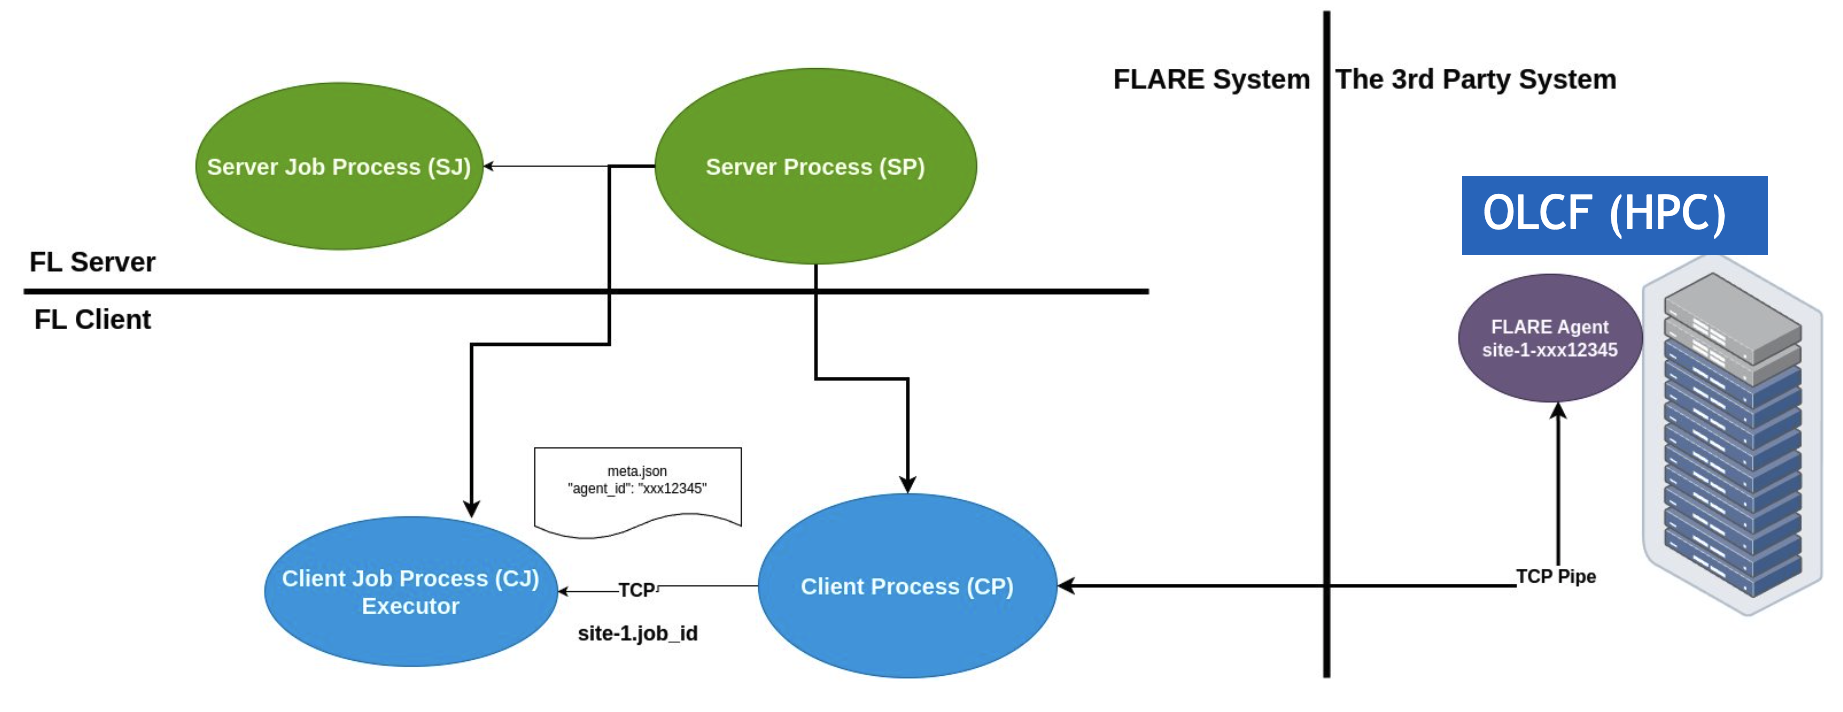 FLARE System
The 3rd Party System
Server Job Process (SJ)
Server Process (SP)
OLCF (HPC)
FL Server
FL Client
FLARE Agent
site-1-xxx12345
meta.json
"agent_id": "xxx12345"
Client Job Process (CJ)
Executor
TCP
Client Process (CP)
TCP Pipe
site-1.job_id